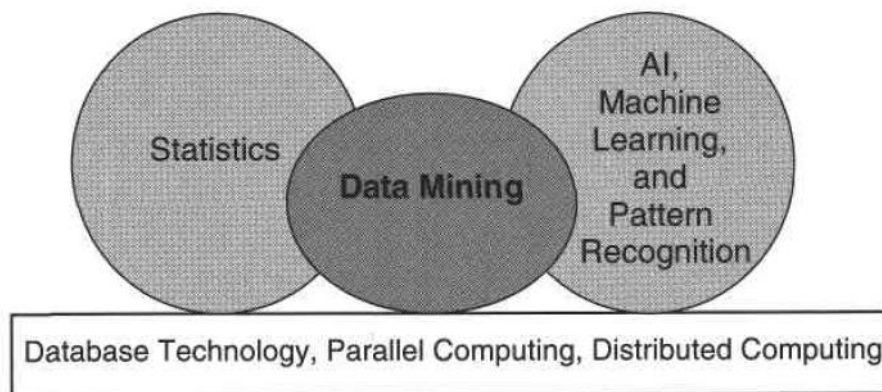 Statistics
Data Mining
AI,
Machine
Learning,
and
Pattern
Recognition
Database Technology, Parallel Computing, Distributed Computing